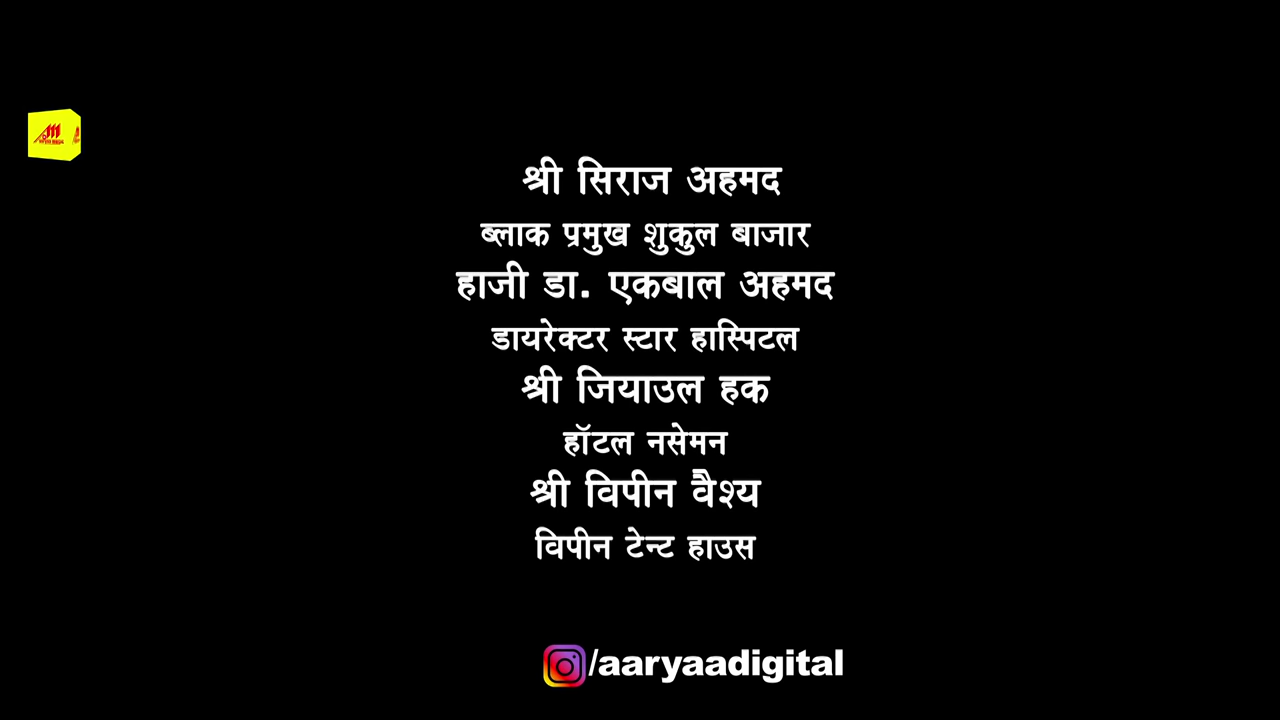 श्री सिराज अहमद
ब्लाक प्रमुख शुकुल बाजार
हाजी डा. एकबाल अहमद
डायरेक्टर स्टार हास्पिटल
श्री जियाउल हक
हॉटल नसेमन
श्री विपीन वैश्य
विपीन टेन्ट हाउस
/aaryaadigital